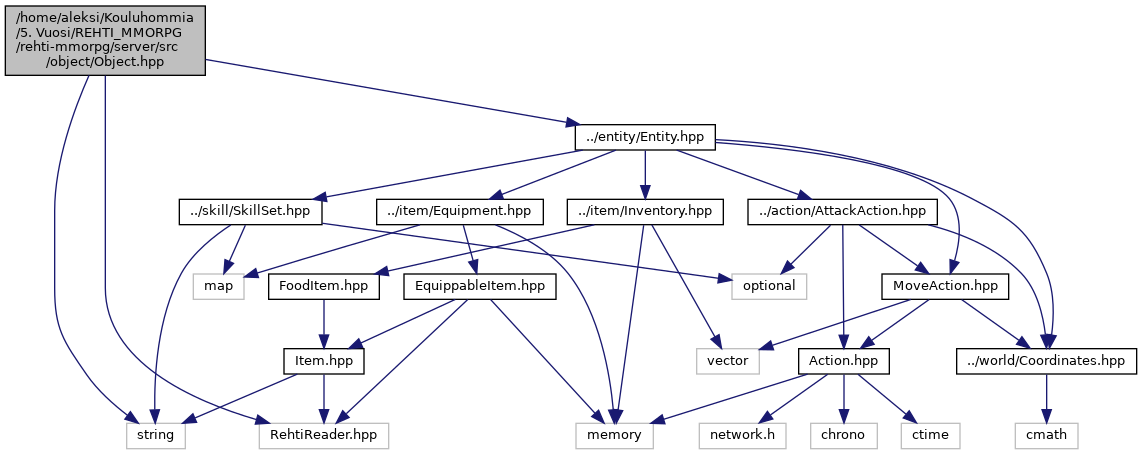 /home/aleksi/Kouluhommia
/5. Vuosi/REHTI_MMORPG
/rehti-mmorpg/server/src
/object/Object.hpp
../entity/Entity.hpp
../skill/SkillSet.hpp
../item/Equipment.hpp
../item/Inventory.hpp
../action/AttackAction.hpp
map
FoodItem.hpp
EquippableItem.hpp
optional
MoveAction.hpp
Item.hpp
vector
Action.hpp
../world/Coordinates.hpp
string
RehtiReader.hpp
memory
network.h
chrono
ctime
cmath